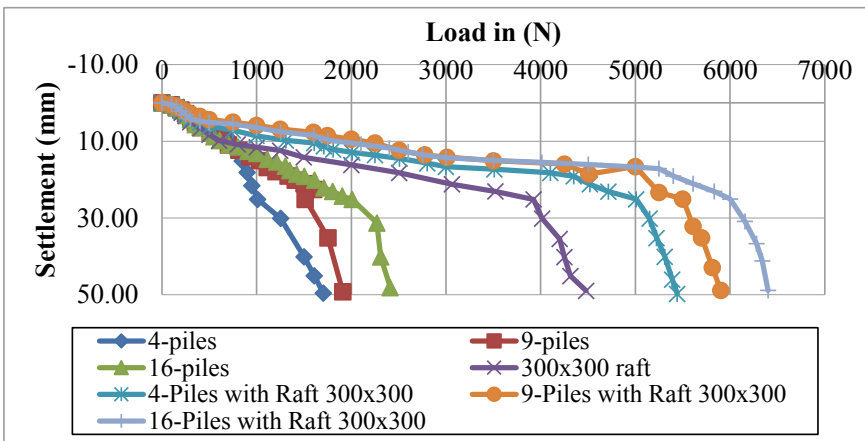 Load in (N)
-10.00 0 1000 2000 3000 4000 5000 6000 7000
10.00
30.00
50.00
Settlement (mm)
4-piles 9-piles
16-piles 300x300 raft
4-Piles with Raft 300x300 9-Piles with Raft 300x300
16-Piles with Raft 300x300